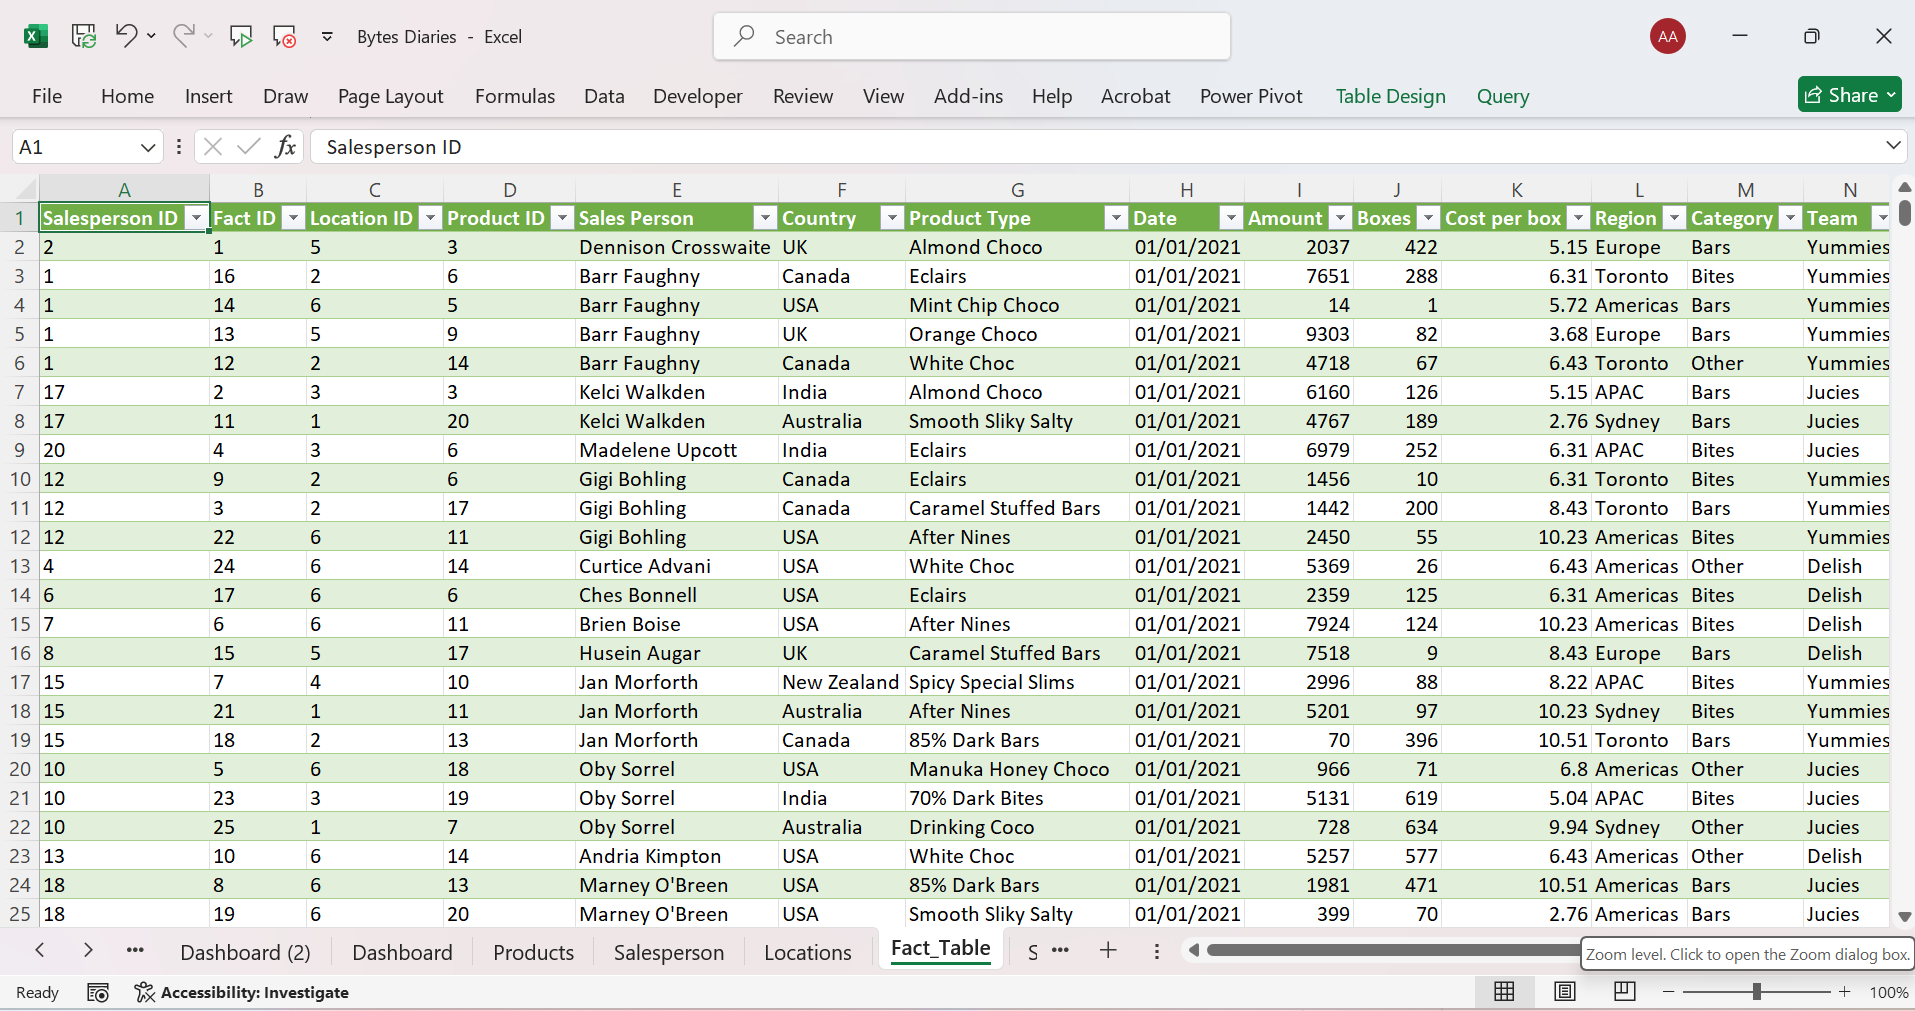 Bytes Diaries - Excel
Search
AA
File Home Insert Draw Page Layout Formulas Data Developer Review View Add-ins Help Acrobat Power Pivot Table Design Query Share
A1 fx Salesperson ID
A B C D E F G H I J K L M N
1 Salesperson ID Fact ID Location ID Product ID Sales Person Country Product Type Date Amount Boxes Cost per box Region Category Team
2 2 1 5 3 Dennison Crosswaite UK Almond Choco 01/01/2021 2037 422 5.15 Europe Bars Yummies
3 1 16 2 6 Barr Faughny Canada Eclairs 01/01/2021 7651 288 6.31 Toronto Bites Yummies
4 1 14 6 5 Barr Faughny USA Mint Chip Choco 01/01/2021 14 1 5.72 Americas Bars Yummies
5 1 13 5 9 Barr Faughny UK Orange Choco 01/01/2021 9303 82 3.68 Europe Bars Yummies
6 1 12 2 14 Barr Faughny Canada White Choc 01/01/2021 4718 67 6.43 Toronto Other Yummies
7 17 2 3 3 Kelci Walkden India Almond Choco 01/01/2021 6160 126 5.15 APAC Bars Jucies
8 17 11 1 20 Kelci Walkden Australia Smooth Sliky Salty 01/01/2021 4767 189 2.76 Sydney Bars Jucies
9 20 4 3 6 Madelene Upcott India Eclairs 01/01/2021 6979 252 6.31 APAC Bites Jucies
10 12 9 2 6 Gigi Bohling Canada Eclairs 01/01/2021 1456 10 6.31 Toronto Bites Yummies
11 12 3 2 17 Gigi Bohling Canada Caramel Stuffed Bars 01/01/2021 1442 200 8.43 Toronto Bars Yummies
12 12 22 6 11 Gigi Bohling USA After Nines 01/01/2021 2450 55 10.23 Americas Bites Yummies
13 4 24 6 14 Curtice Advani USA White Choc 01/01/2021 5369 26 6.43 Americas Other Delish
14 6 17 6 6 Ches Bonnell USA Eclairs 01/01/2021 2359 125 6.31 Americas Bites Delish
15 7 6 6 11 Brien Boise USA After Nines 01/01/2021 7924 124 10.23 Americas Bites Delish
16 8 15 5 17 Husein Augar UK Caramel Stuffed Bars 01/01/2021 7518 9 8.43 Europe Bars Delish
17 15 7 4 10 Jan Morforth New Zealand Spicy Special Slims 01/01/2021 2996 88 8.22 APAC Bites Yummies
18 15 21 1 11 Jan Morforth Australia After Nines 01/01/2021 5201 97 10.23 Sydney Bites Yummies
19 15 18 2 13 Jan Morforth Canada 85% Dark Bars 01/01/2021 70 396 10.51 Toronto Bars Yummies
20 10 5 6 18 Oby Sorrel USA Manuka Honey Choco 01/01/2021 966 71 6.8 Americas Other Jucies
21 10 23 3 19 Oby Sorrel India 70% Dark Bites 01/01/2021 5131 619 5.04 APAC Bites Jucies
22 10 25 1 7 Oby Sorrel Australia Drinking Coco 01/01/2021 728 634 9.94 Sydney Other Jucies
23 13 10 6 14 Andria Kimpton USA White Choc 01/01/2021 5257 577 6.43 Americas Other Delish
24 18 8 6 13 Marney O'Breen USA 85% Dark Bars 01/01/2021 1981 471 10.51 Americas Bars Jucies
25 18 19 6 20 Marney O'Breen USA Smooth Sliky Salty 01/01/2021 399 70 2.76 Americas Bars Jucies
Dashboard (2) Dashboard Products Salesperson Locations Fact_Table S
Zoom level. Click to open the Zoom dialog box.
Ready Accessibility: Investigate 100%